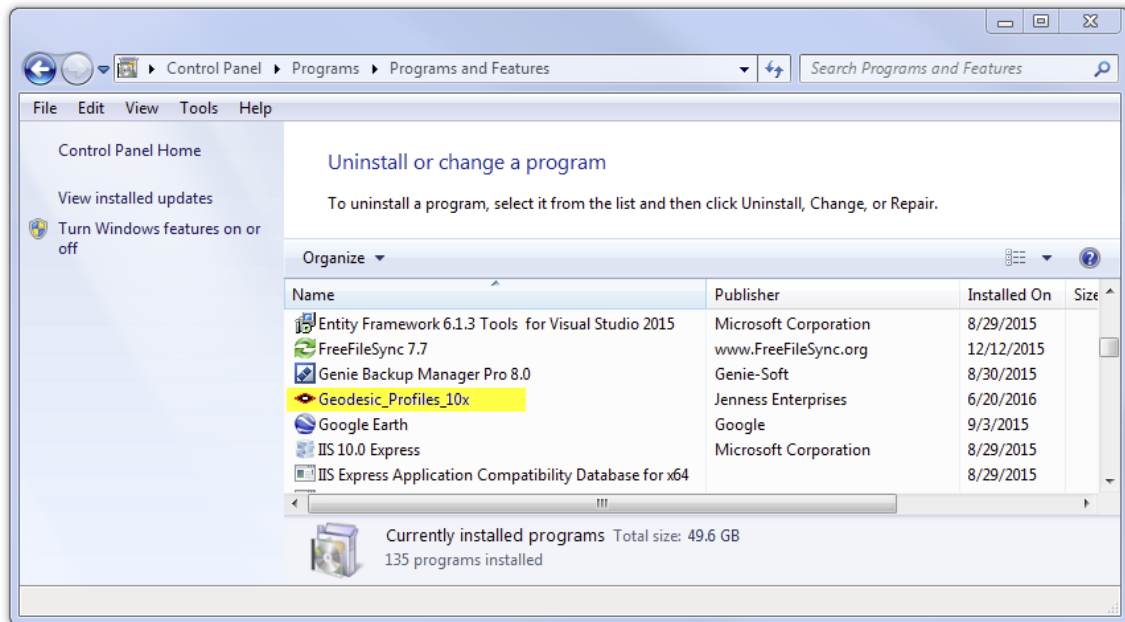 Control Panel Programs Programs and Features Search Programs and Features
File Edit View Tools Help
Control Panel Home
View installed updates
Turn Windows features on or
off
Uninstall or change a program
To uninstall a program, select it from the list and then click Uninstall, Change, or Repair.
Organize
Name Publisher Installed On Size
Entity Framework 6.1.3 Tools for Visual Studio 2015 Microsoft Corporation 8/29/2015
FreeFileSync 7.7 www.FreeFileSync.org 12/12/2015
Genie Backup Manager Pro 8.0 Genie-Soft 8/30/2015
Geodesic_Profiles_10x Jenness Enterprises 6/20/2016
Google Earth Google 9/3/2015
IIS 10.0 Express Microsoft Corporation 8/29/2015
IIS Express Application Compatibility Database for x64 8/29/2015
Currently installed programs Total size: 49.6 GB
135 programs installed